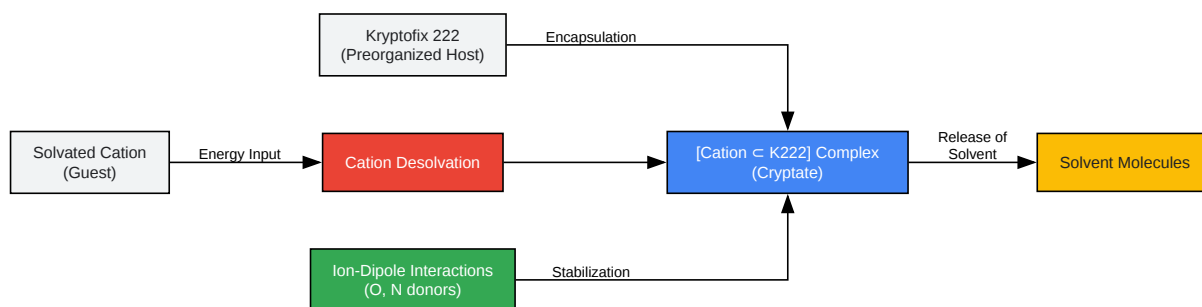 Kryptofix 222
(Preorganized Host)
Encapsulation
Solvated Cation
(Guest)
Energy Input
Cation Desolvation
[Cation ⊂ K222] Complex
(Cryptate)
Release of
Solvent
Solvent Molecules
Ion-Dipole Interactions
(O, N donors)
Stabilization